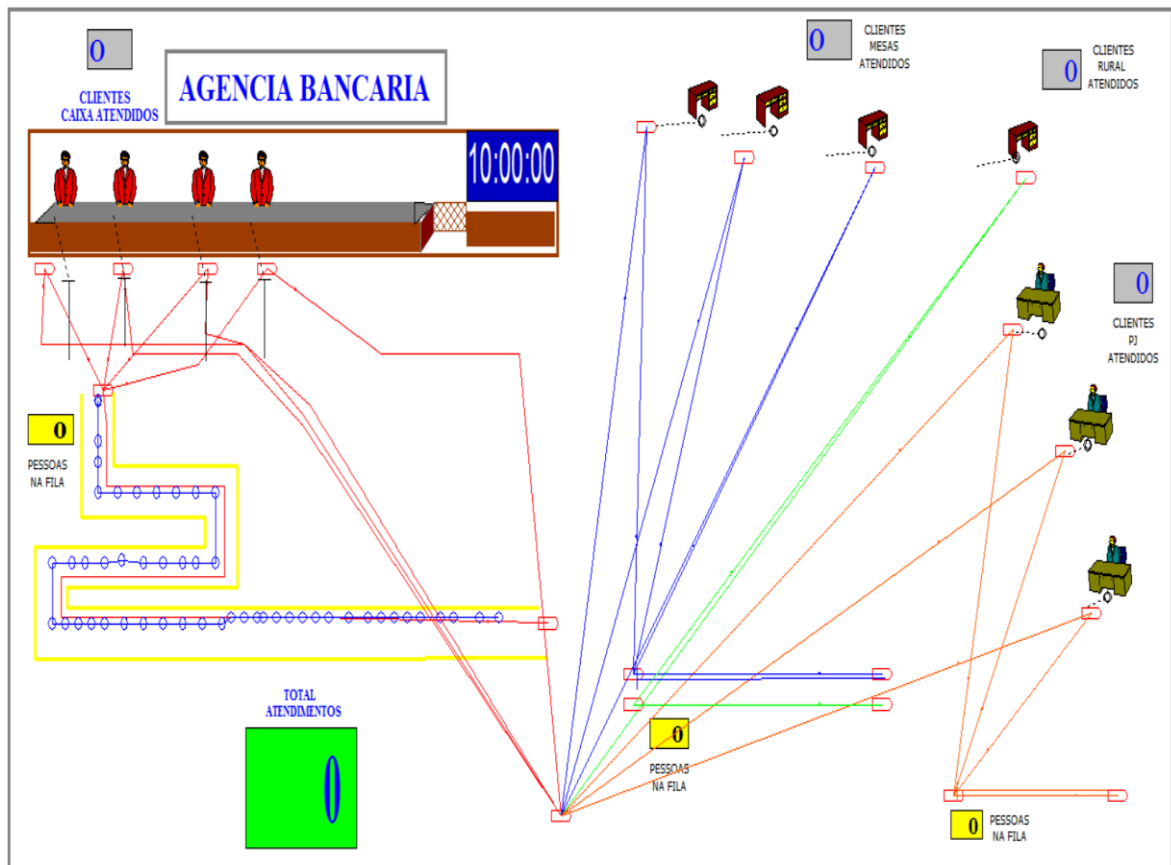 0
CLIENTES
CAIXA ATENDIDOS
AGENCIA BANCARIA
10:00:00
0
CLIENTES
MESAS
ATENDIDOS
0
CLIENTES
RURAL
ATENDIDOS
0
CLIENTES
PJ
ATENDIDOS
0
PESSOAS
NA FILA
TOTAL
ATENDIMENTOS
0
0
PESSOAS
NA FILA
0
PESSOAS
NA FILA